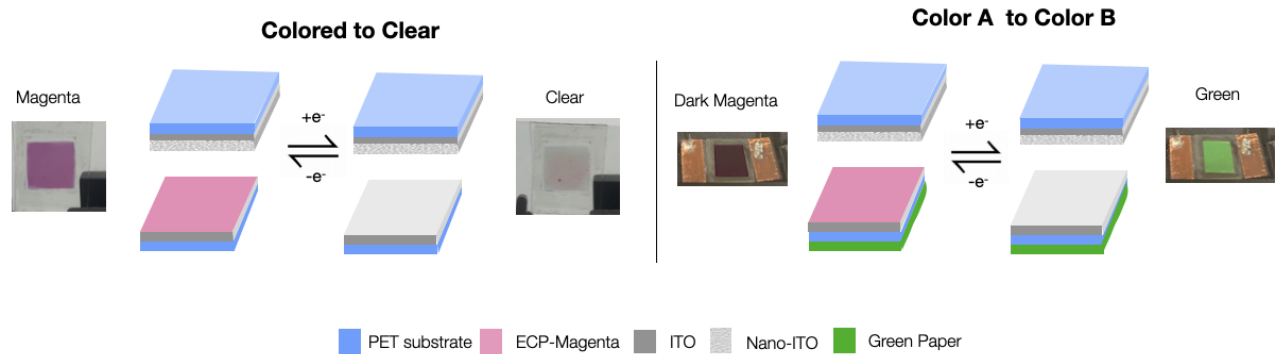 Colored to Clear
Magenta
+e-
-e-
Clear
Color A to Color B
Dark Magenta
+e-
-e-
Green
PET substrate
ECP-Magenta
ITO
Nano-ITO
Green Paper